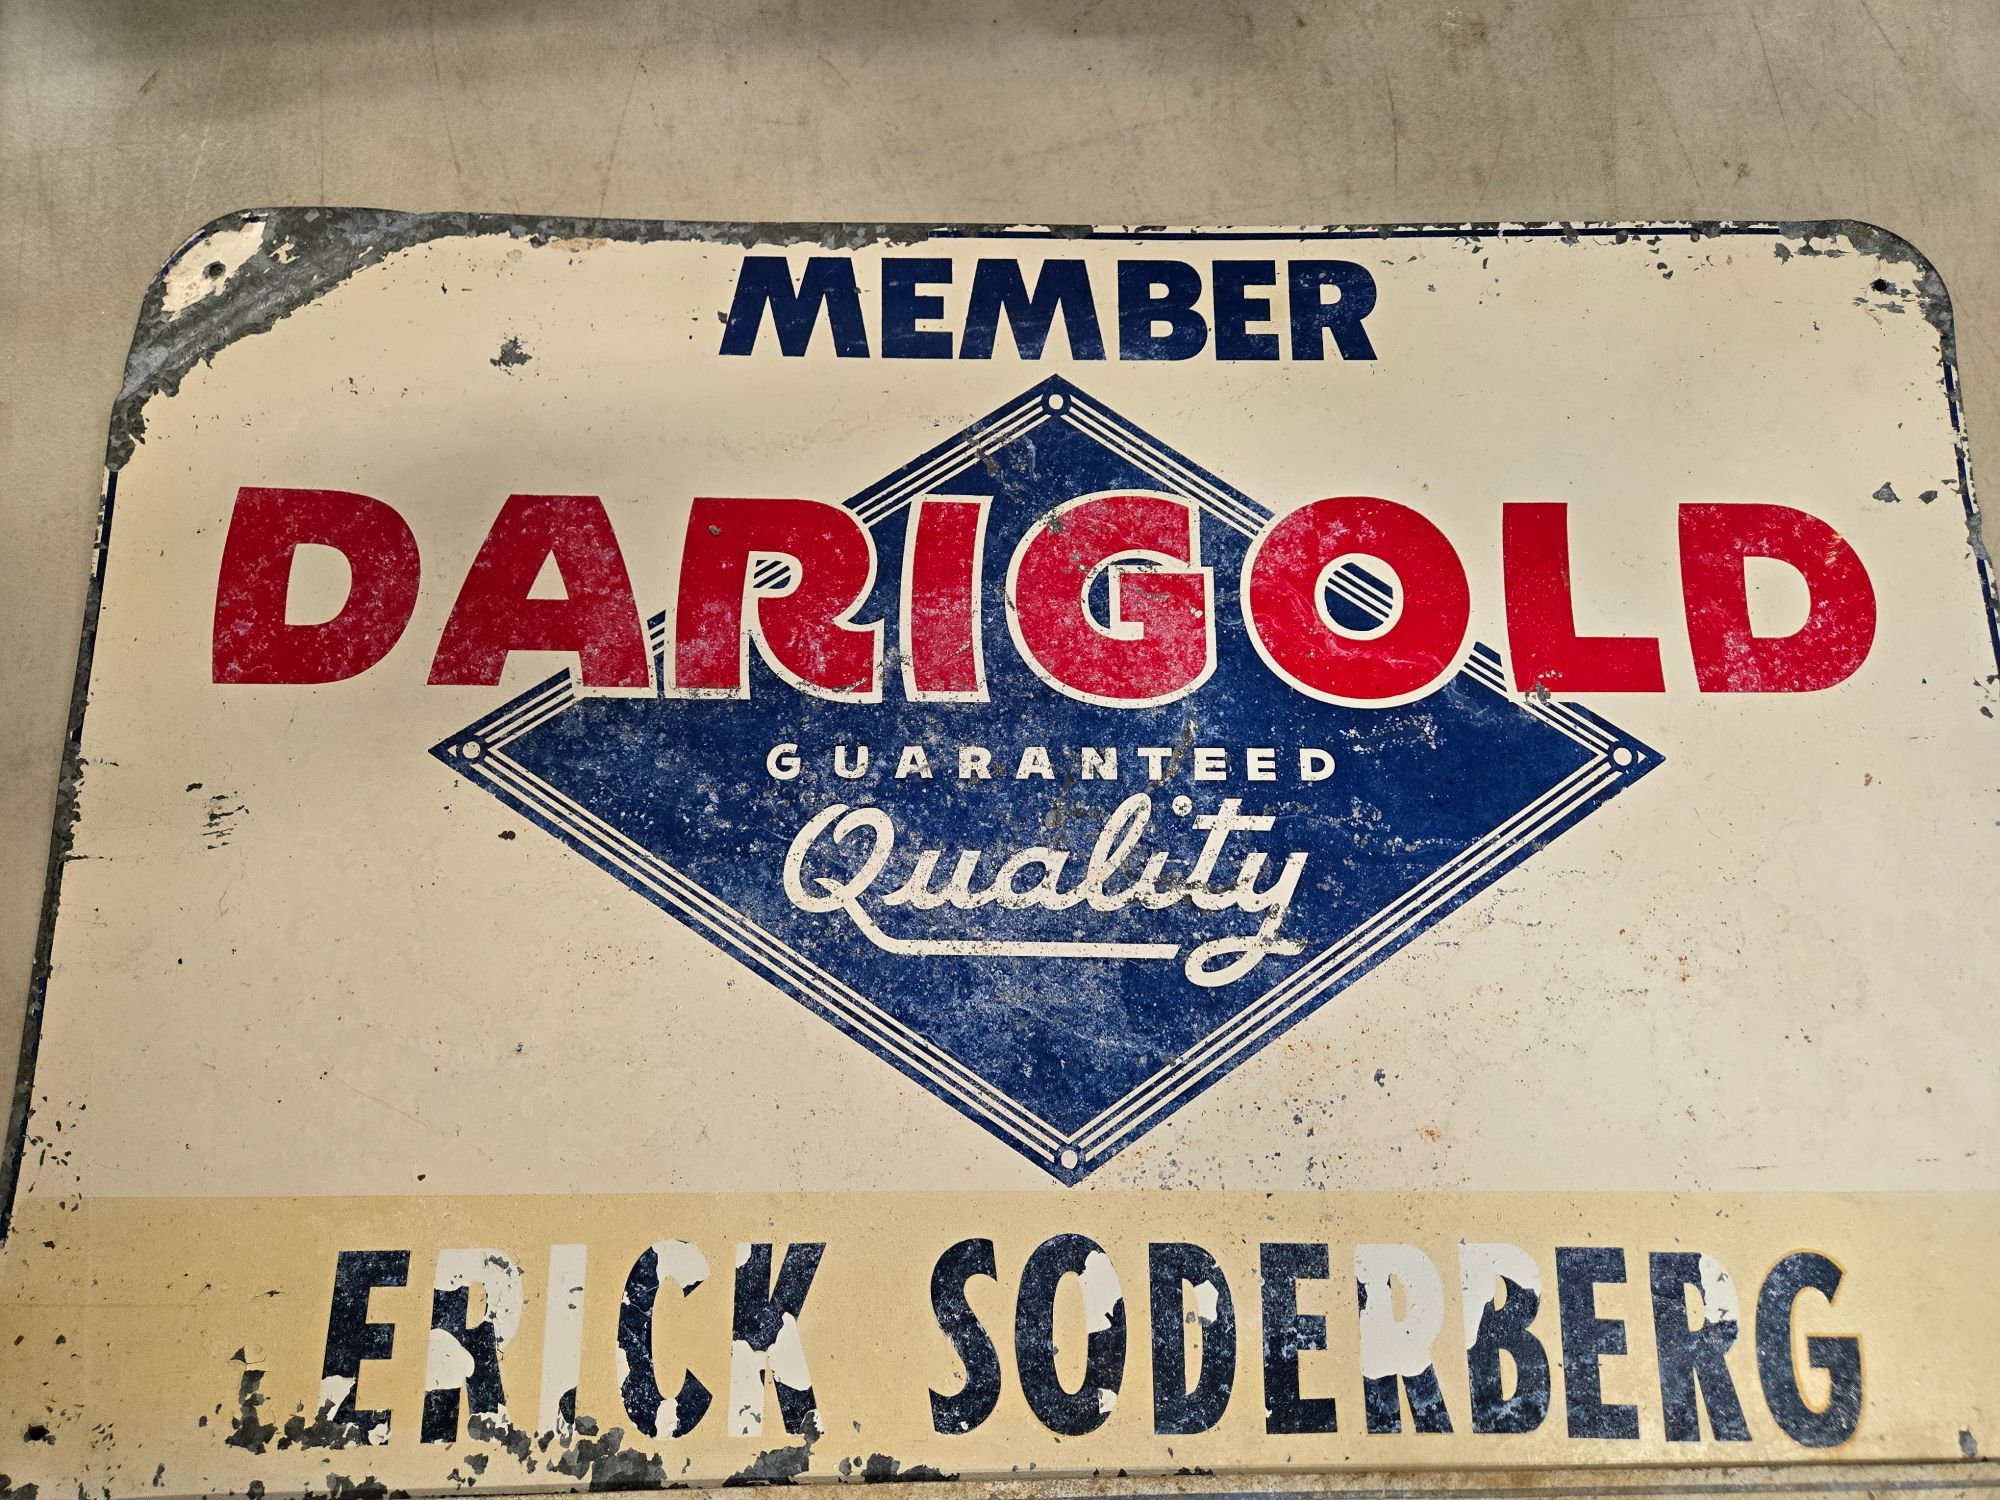 MEMBER
DARIGOLD
GUARANTEED
Quality
ERICK SODERBERG